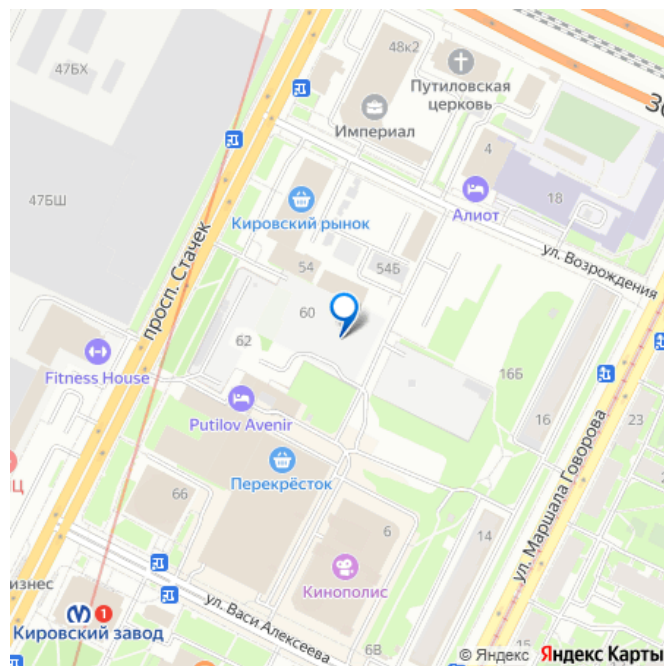 47БХ
48к2
Путиловская
церковь
Империал
4
18
47БШ
Алиот
Кировский рынок
ул. Возрождения
просп. Стачек
54
54Б
60
62
Fitness House
Putilov Avenir
16Б
16
23
ул. Маршала Говорова
Перекрёсток
66
6
14
Кинополис
ул. Васи Алексеева
1
Кировский завод
6В
15
© Яндекс Яндекс Карты